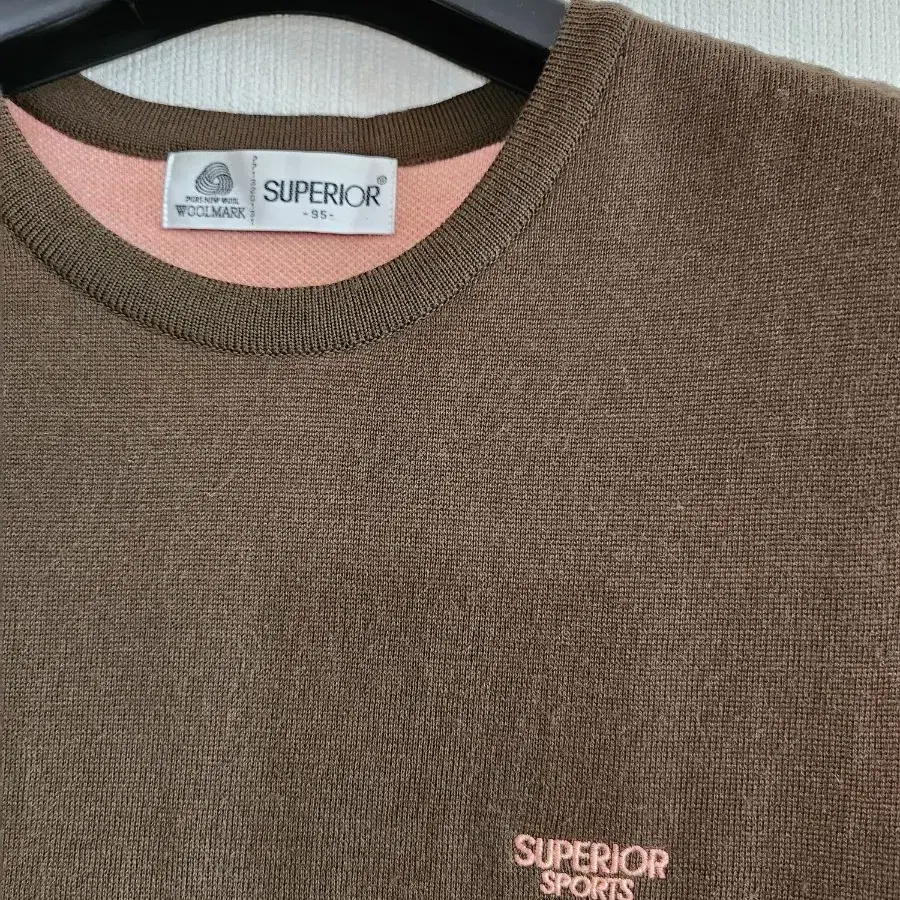 PURE NEW WOOL
WOOLMARK
SUPERIOR®
-95-
SUPERIOR
SPORTS